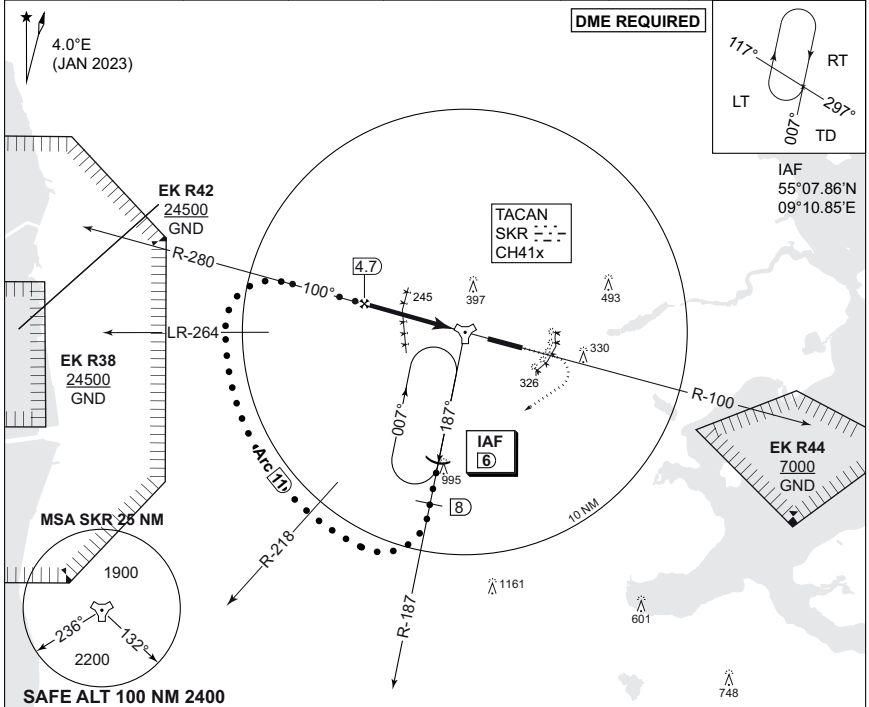 DME REQUIRED
4.0°E
(JAN 2023)
117°
RT
LT
297°
007°
TD
IAF
55°07.86'N
09°10.85'E
EK R42
24500
GND
TACAN
SKR
CH41x
R-280
4.7
100°
245
397
493
LR-264
EK R38
24500
GND
330
326
R-100
007°
187°
IAF
6
EK R44
7000
GND
995
Arc 11
8
10 NM
MSA SKR 25 NM
R-218
1900
1161
R-187
601
236°
132°
2200
748
SAFE ALT 100 NM 2400